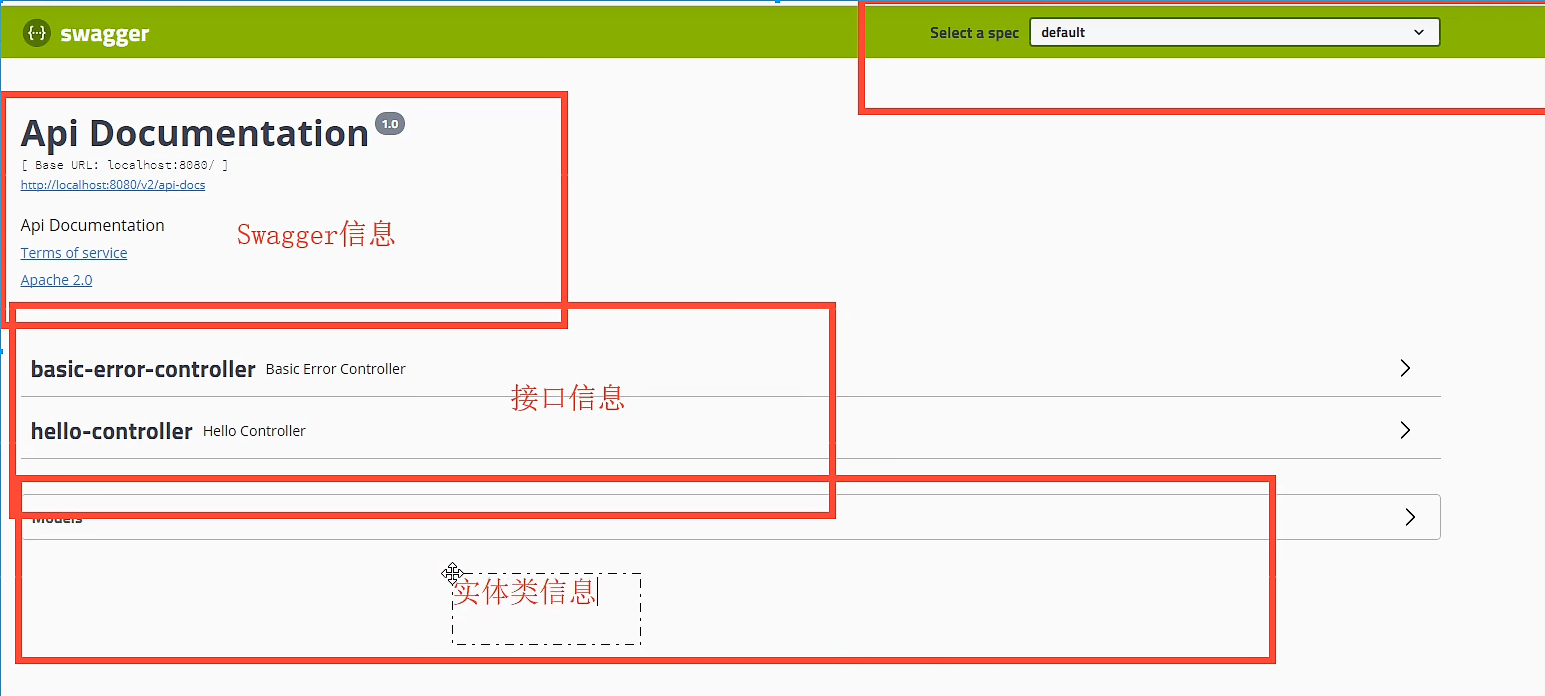 swagger
Select a spec
default
Api Documentation 1.0
[ Base URL: localhost:8080/ ]
http://localhost:8080/v2/api-docs
Api Documentation
Swagger信息
Terms of service
Apache 2.0
basic-error-controller Basic Error Controller
接口信息
hello-controller Hello Controller
Models
实体类信息